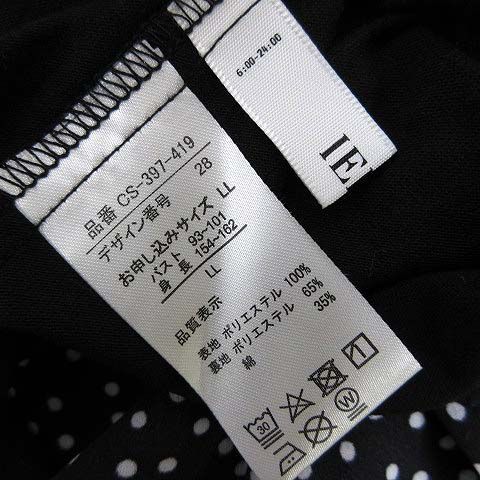 6:00-24:00
品番 CS-397-419
デザイン番号 28
お申し込みサイズ LL
バスト 93-101
身長 154-162
LL
品質表示
表地 ポリエステル 100%
裏地 ポリエステル 65%
綿 35%
30